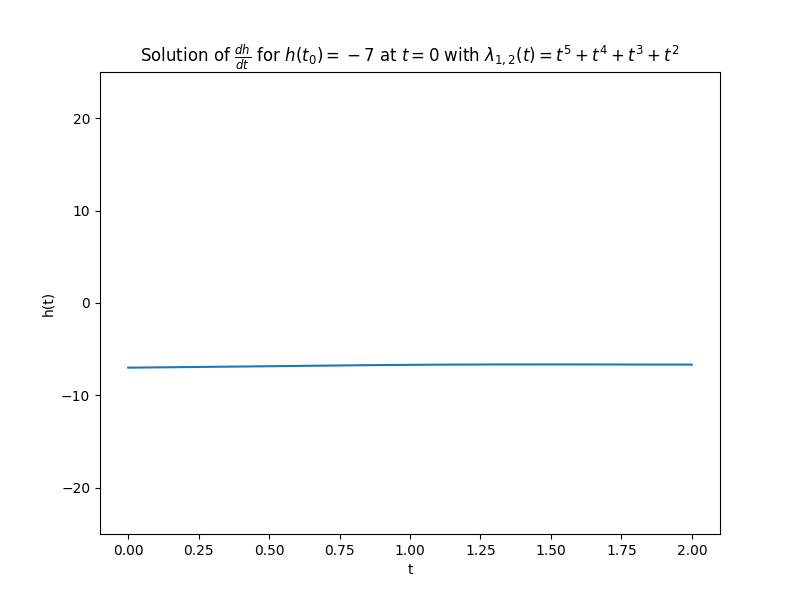 Solution of dh/dt for h(t₀) = −7 at t = 0 with λ₁,₂(t) = t⁵ + t⁴ + t³ + t²
20
10
0
−10
−20
h(t)
0.00 0.25 0.50 0.75 1.00 1.25 1.50 1.75 2.00
t